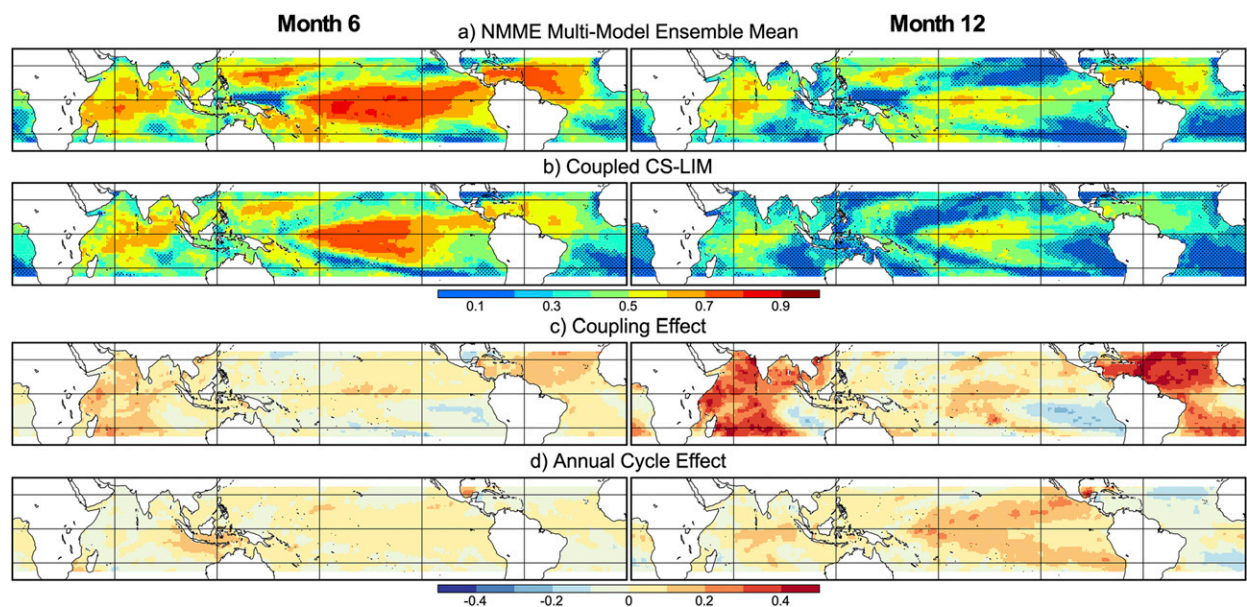 Month 6
Month 12
a) NMME Multi-Model Ensemble Mean
b) Coupled CS-LIM
0.1 0.3 0.5 0.7 0.9
c) Coupling Effect
d) Annual Cycle Effect
-0.4 -0.2 0 0.2 0.4